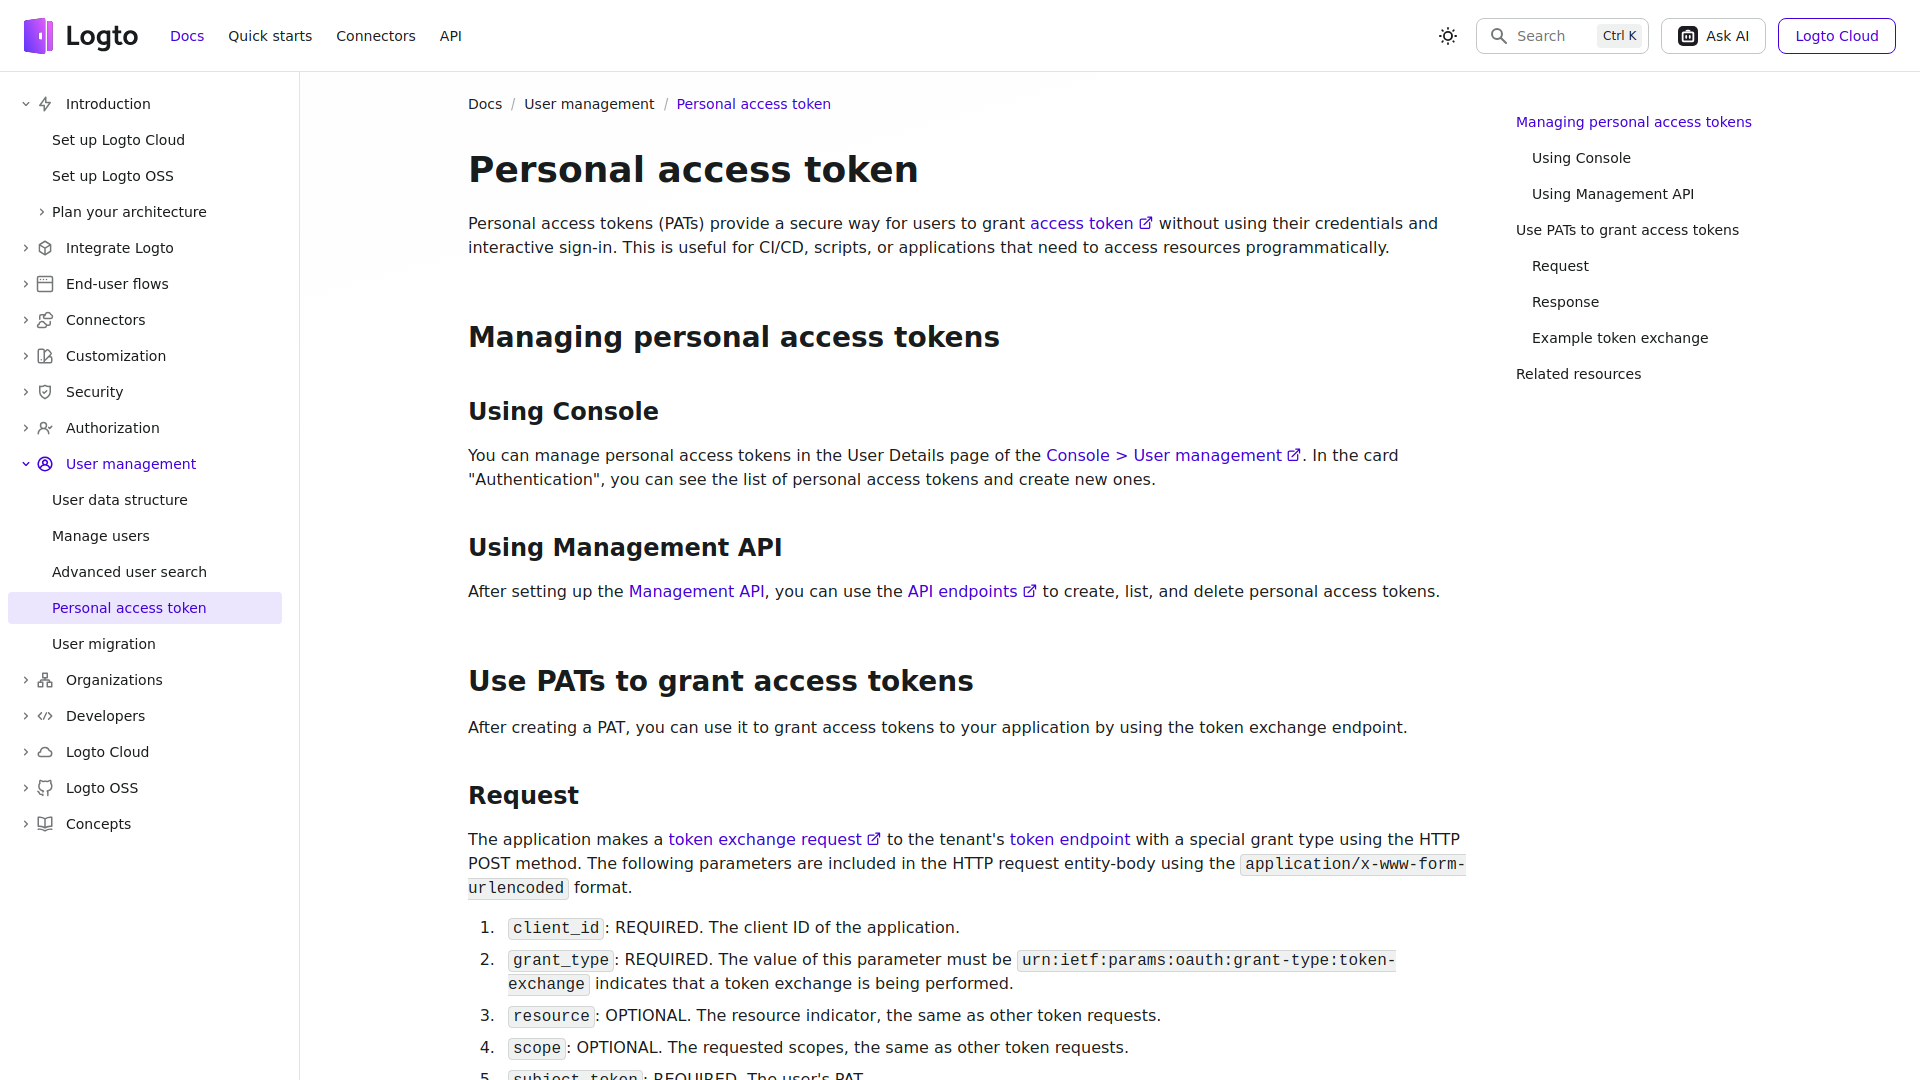 Logto
Docs
Quick starts
Connectors
API
Search
Ctrl K
Ask AI
Logto Cloud
Introduction
Set up Logto Cloud
Set up Logto OSS
Plan your architecture
Integrate Logto
End-user flows
Connectors
Customization
Security
Authorization
User management
User data structure
Manage users
Advanced user search
Personal access token
User migration
Organizations
Developers
Logto Cloud
Logto OSS
Concepts
Docs / User management / Personal access token
Personal access token
Personal access tokens (PATs) provide a secure way for users to grant access token without using their credentials and
interactive sign-in. This is useful for CI/CD, scripts, or applications that need to access resources programmatically.
Managing personal access tokens
Using Console
You can manage personal access tokens in the User Details page of the Console > User management. In the card
"Authentication", you can see the list of personal access tokens and create new ones.
Using Management API
After setting up the Management API, you can use the API endpoints to create, list, and delete personal access tokens.
Use PATs to grant access tokens
After creating a PAT, you can use it to grant access tokens to your application by using the token exchange endpoint.
Request
The application makes a token exchange request to the tenant's token endpoint with a special grant type using the HTTP
POST method. The following parameters are included in the HTTP request entity-body using the application/x-www-form-
urlencoded format.
1. client_id: REQUIRED. The client ID of the application.
2. grant_type: REQUIRED. The value of this parameter must be urn:ietf:params:oauth:grant-type:token-
exchange indicates that a token exchange is being performed.
3. resource: OPTIONAL. The resource indicator, the same as other token requests.
4. scope: OPTIONAL. The requested scopes, the same as other token requests.
5. subject_token: REQUIRED. The user's PAT.
Managing personal access tokens
Using Console
Using Management API
Use PATs to grant access tokens
Request
Response
Example token exchange
Related resources